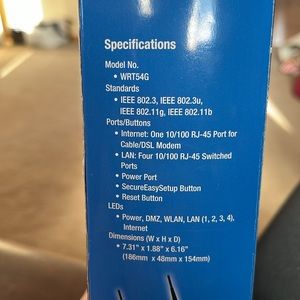 Specifications
Model No.
• WRT54G
Standards
• IEEE 802.3, IEEE 802.3u,
IEEE 802.11g, IEEE 802.11b
Ports/Buttons
• Internet: One 10/100 RJ-45 Port for
Cable/DSL Modem
• LAN: Four 10/100 RJ-45 Switched
Ports
• Power Port
• SecureEasySetup Button
• Reset Button
LEDs
• Power, DMZ, WLAN, LAN (1, 2, 3, 4),
Internet
Dimensions (W x H x D)
• 7.31" x 1.88" x 6.16"
(186mm x 48mm x 154mm)